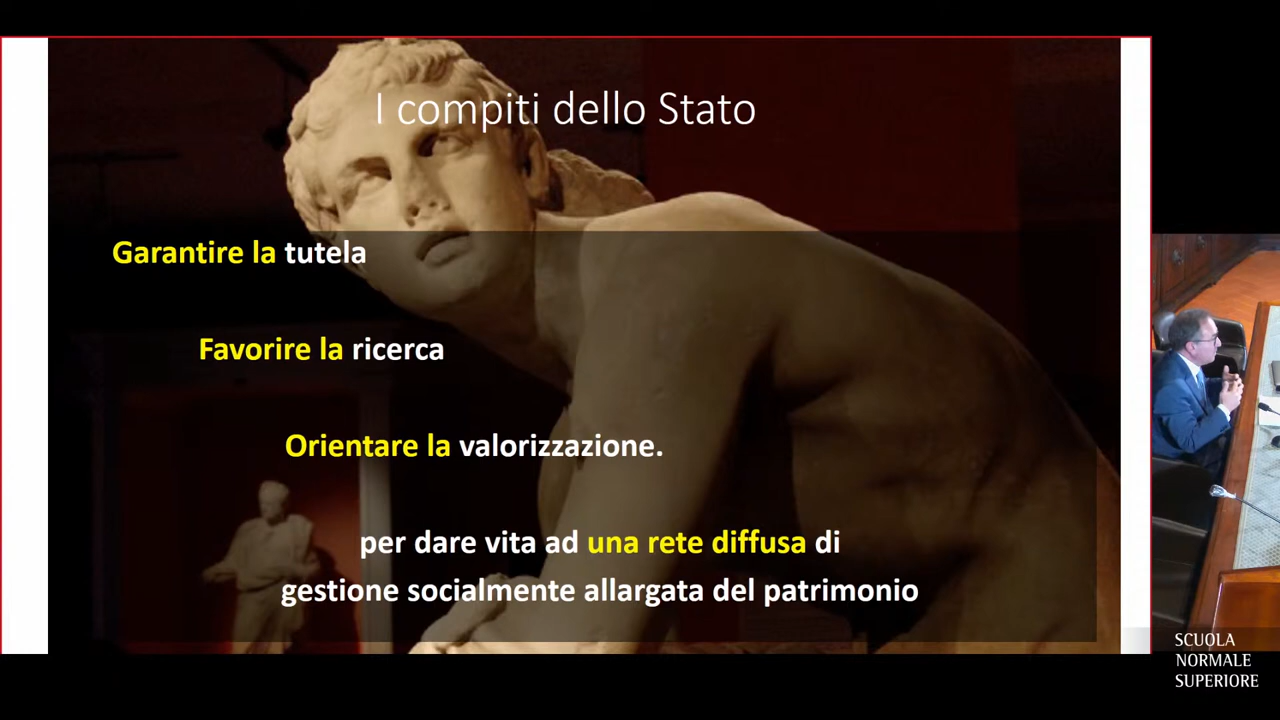 I compiti dello Stato
Garantire la tutela
Favorire la ricerca
Orientare la valorizzazione.
per dare vita ad una rete diffusa di
gestione socialmente allargata del patrimonio
SCUOLA
NORMALE
SUPERIORE